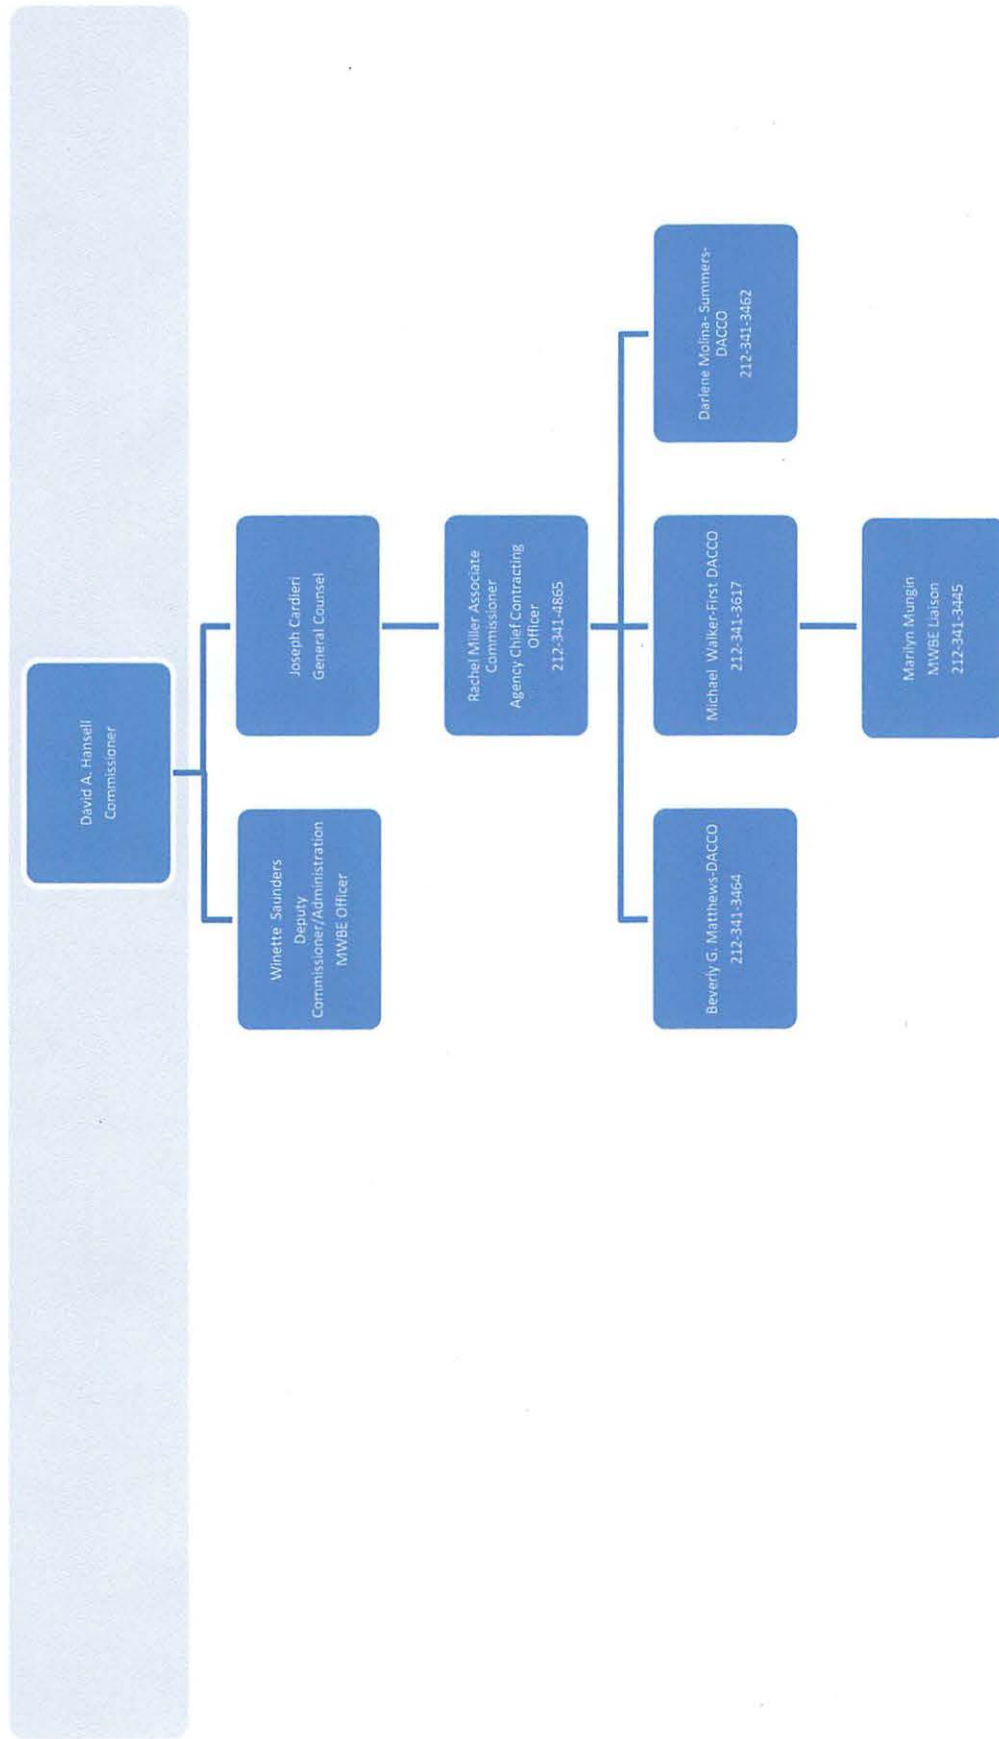 David A. Hansell
Commissioner
Winette Saunders
Deputy
Commissioner/Administration
MWBE Officer
Joseph Cardieri
General Counsel
Rachel Miller Associate
Commissioner
Agency Chief Contracting
Officer
212-341-4865
Beverly G. Matthews-DACCO
212-341-3464
Michael Walker-First DACCO
212-341-3617
Darlene Molina- Summers-
DACCO
212-341-3462
Marilyn Mungin
MWBE Liaison
212-341-3445